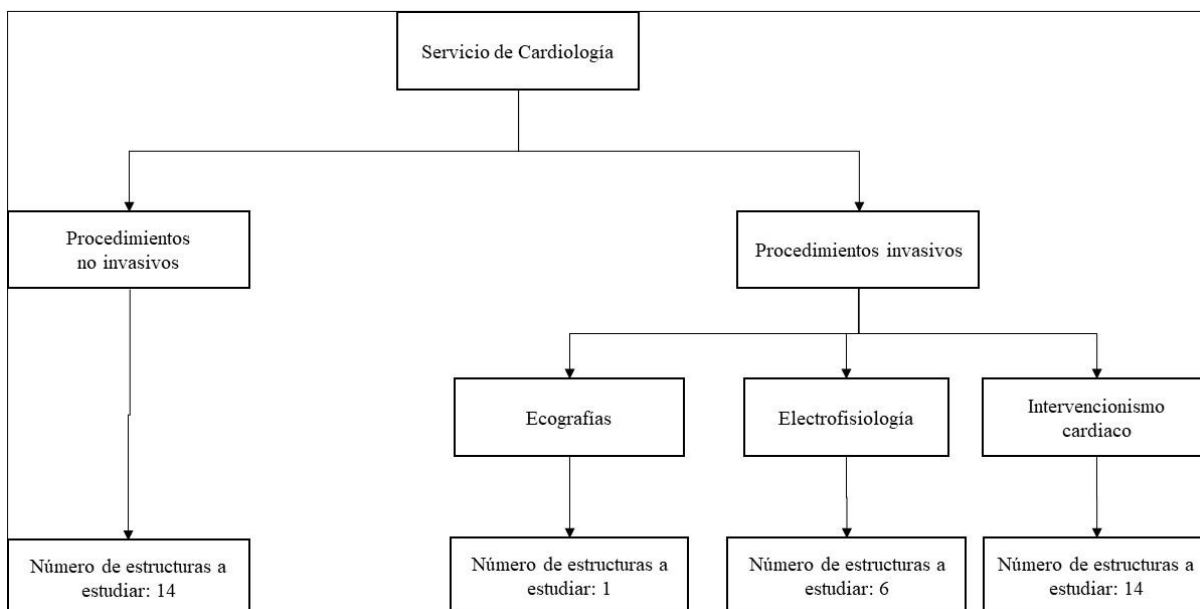 Servicio de Cardiología
Procedimientos
no invasivos
Procedimientos invasivos
Ecografías
Electrofisiología
Intervencionismo
cardiaco
Número de estructuras a
estudiar: 14
Número de estructuras a
estudiar: 1
Número de estructuras a
estudiar: 6
Número de estructuras a
estudiar: 14